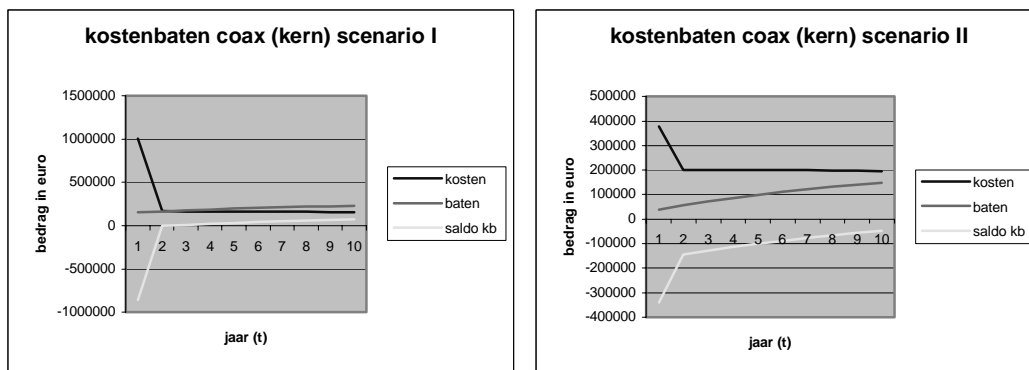 kostenbaten coax (kern) scenario I
1500000
1000000
500000
0
-500000
-1000000
bedrag in euro
1 2 3 4 5 6 7 8 9 10
jaar (t)
kosten
baten
saldo kb
kostenbaten coax (kern) scenario II
500000
400000
300000
200000
100000
0
-100000
-200000
-300000
-400000
bedrag in euro
1 2 3 4 5 6 7 8 9 10
jaar (t)
kosten
baten
saldo kb